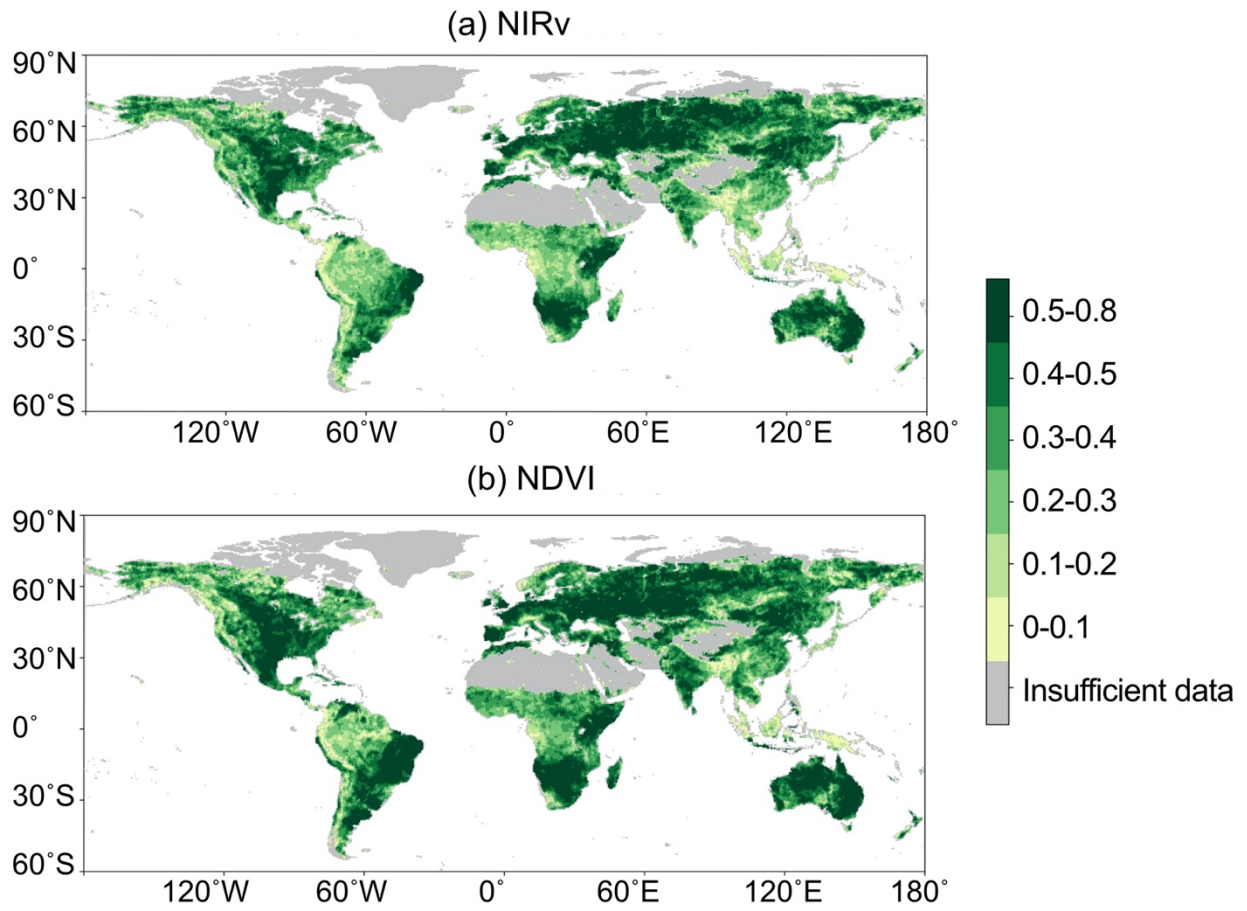 (a) NIRv
90˚N
60˚N
30˚N
0˚
30˚S
60˚S
120˚W 60˚W 0˚ 60˚E 120˚E 180˚
(b) NDVI
90˚N
60˚N
30˚N
0˚
30˚S
60˚S
120˚W 60˚W 0˚ 60˚E 120˚E 180˚
0.5-0.8
0.4-0.5
0.3-0.4
0.2-0.3
0.1-0.2
0-0.1
Insufficient data